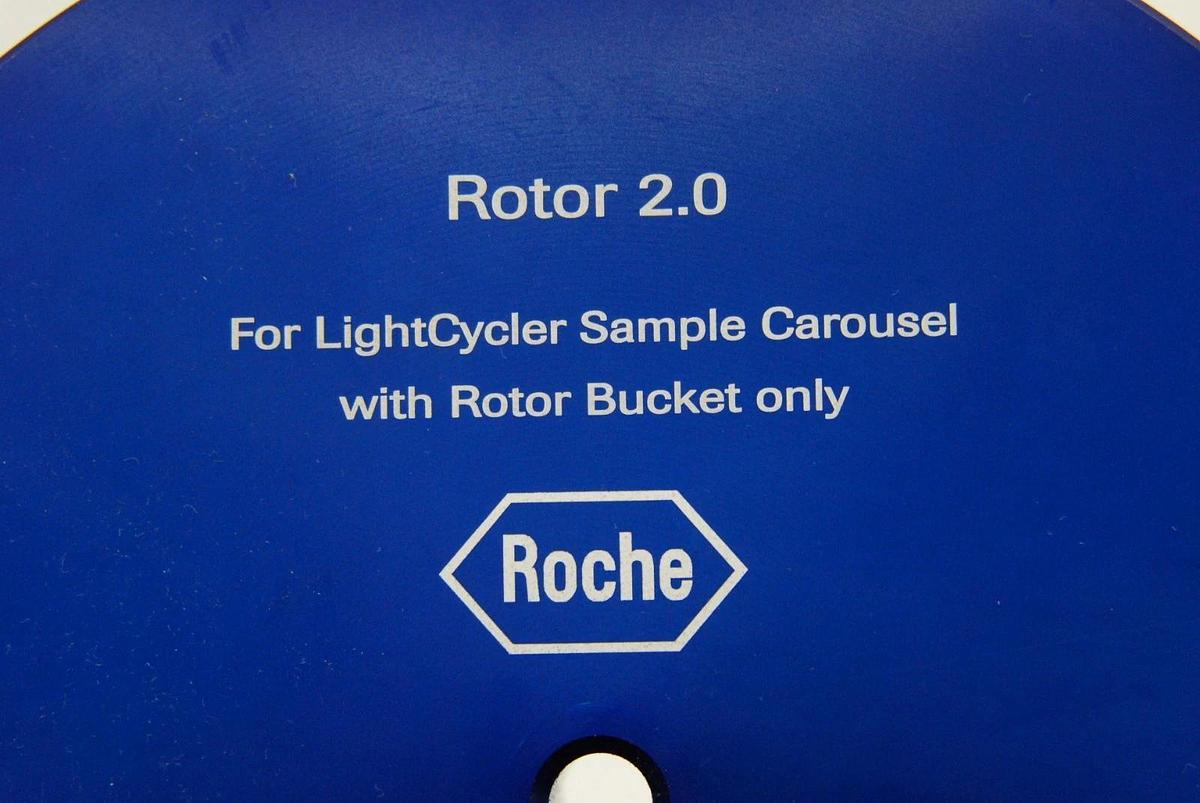 Rotor 2.0
For LightCycler Sample Carousel
with Rotor Bucket only
Roche